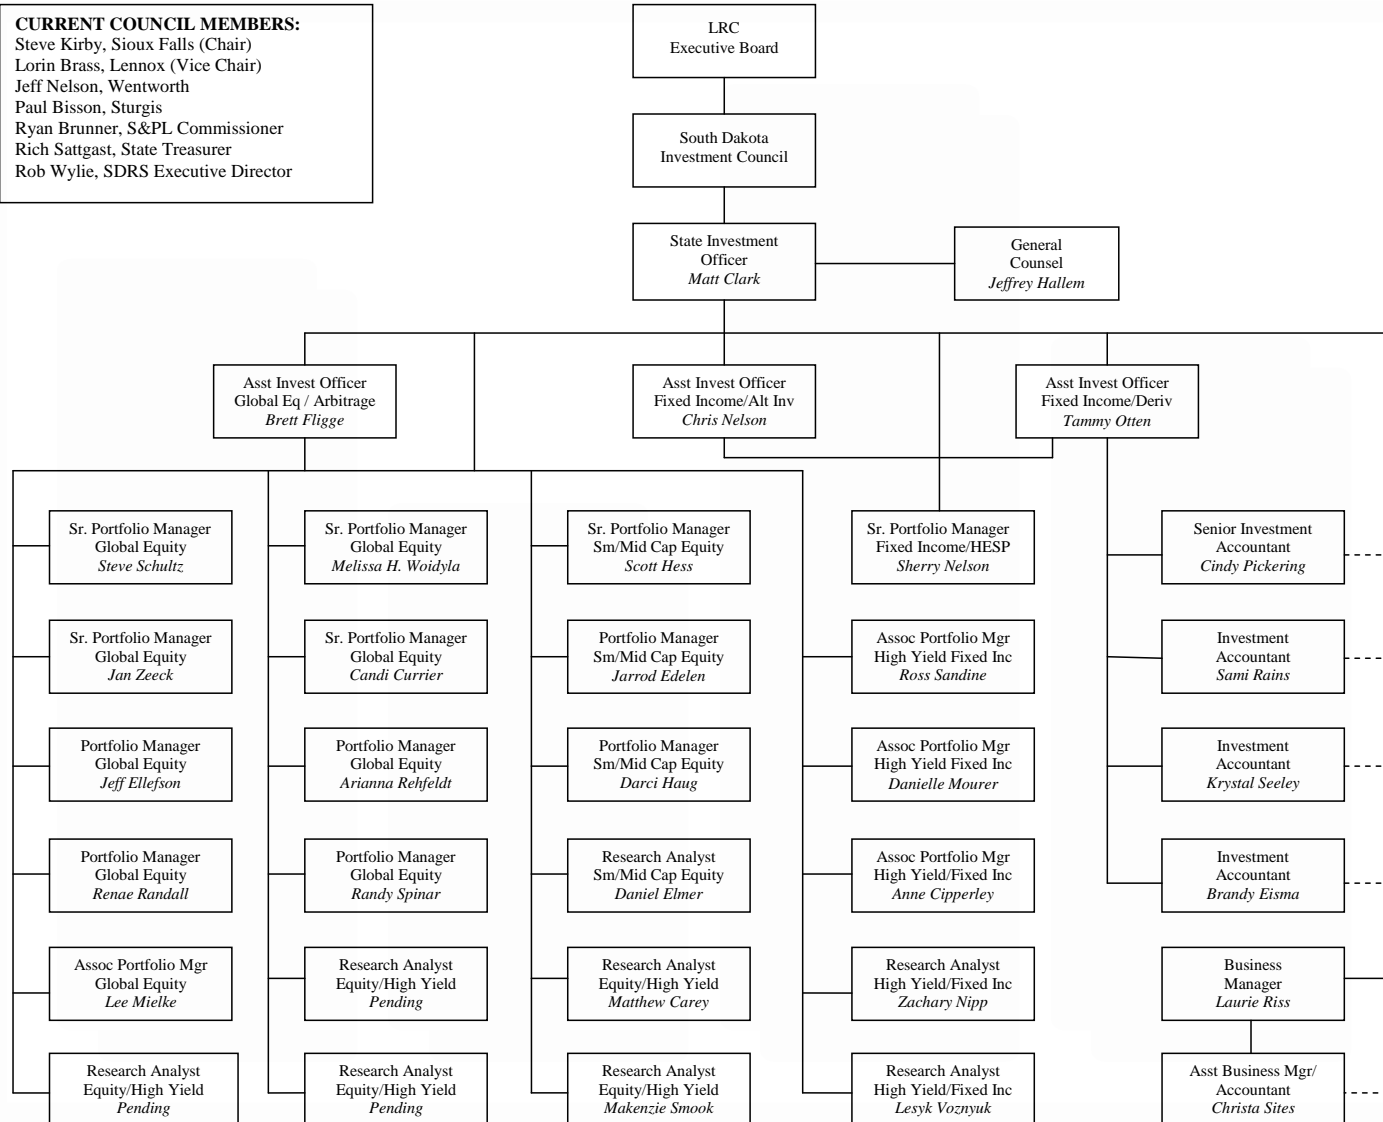 CURRENT COUNCIL MEMBERS:
Steve Kirby, Sioux Falls (Chair)
Lorin Brass, Lennox (Vice Chair)
Jeff Nelson, Wentworth
Paul Bisson, Sturgis
Ryan Brunner, S&PL Commissioner
Rich Sattgast, State Treasurer
Rob Wylie, SDRS Executive Director
LRC
Executive Board
South Dakota
Investment Council
State Investment
Officer
Matt Clark
General
Counsel
Jeffrey Hallem
Asst Invest Officer
Global Eq / Arbitrage
Brett Fligge
Asst Invest Officer
Fixed Income/Alt Inv
Chris Nelson
Asst Invest Officer
Fixed Income/Deriv
Tammy Otten
Sr. Portfolio Manager
Global Equity
Steve Schultz
Sr. Portfolio Manager
Global Equity
Melissa H. Woidyla
Sr. Portfolio Manager
Sm/Mid Cap Equity
Scott Hess
Sr. Portfolio Manager
Fixed Income/HESP
Sherry Nelson
Senior Investment
Accountant
Cindy Pickering
Sr. Portfolio Manager
Global Equity
Jan Zeeck
Sr. Portfolio Manager
Global Equity
Candi Currier
Portfolio Manager
Sm/Mid Cap Equity
Jarrod Edelen
Assoc Portfolio Mgr
High Yield Fixed Inc
Ross Sandine
Investment
Accountant
Sami Rains
Portfolio Manager
Global Equity
Jeff Ellefson
Portfolio Manager
Global Equity
Arianna Rehfeldt
Portfolio Manager
Sm/Mid Cap Equity
Darci Haug
Assoc Portfolio Mgr
High Yield Fixed Inc
Danielle Mourer
Investment
Accountant
Krystal Seeley
Portfolio Manager
Global Equity
Renae Randall
Portfolio Manager
Global Equity
Randy Spinar
Research Analyst
Sm/Mid Cap Equity
Daniel Elmer
Assoc Portfolio Mgr
High Yield/Fixed Inc
Anne Cipperley
Investment
Accountant
Brandy Eisma
Assoc Portfolio Mgr
Global Equity
Lee Mielke
Research Analyst
Equity/High Yield
Pending
Research Analyst
Equity/High Yield
Matthew Carey
Research Analyst
High Yield/Fixed Inc
Zachary Nipp
Business
Manager
Laurie Riss
Research Analyst
Equity/High Yield
Pending
Research Analyst
Equity/High Yield
Pending
Research Analyst
Equity/High Yield
Makenzie Smook
Research Analyst
High Yield/Fixed Inc
Lesyk Voznyuk
Asst Business Mgr/
Accountant
Christa Sites